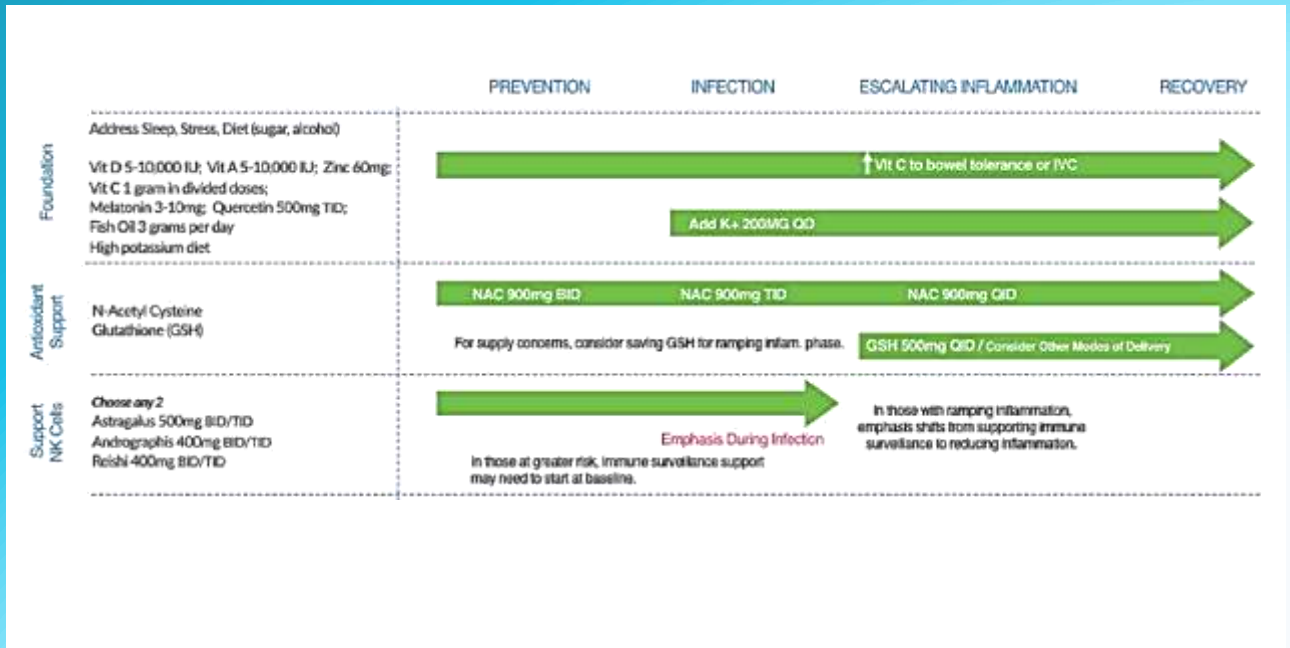 PREVENTION INFECTION ESCALATING INFLAMMATION RECOVERY
Foundation
Address Sleep, Stress, Diet (sugar, alcohol)
Vit D 5-10,000 IU; Vit A 5-10,000 IU; Zinc 60mg;
Vit C 1 gram in divided doses;
Melatonin 3-10mg; Quercetin 500mg TID;
Fish Oil 3 grams per day
High potassium diet
Vit C to bowel tolerance or IVC
Add K+ 200MG QD
Antioxidant
Support
N-Acetyl Cysteine
Glutathione (GSH)
NAC 900mg BID NAC 900mg TID NAC 900mg QID
For supply concerns, consider saving GSH for ramping inflam. phase.
GSH 500mg QID / Consider Other Modes of Delivery
Support
NK Cells
Choose any 2
Astragalus 500mg BID/TID
Andrographis 400mg BID/TID
Reishi 400mg BID/TID
Emphasis During Infection
In those at greater risk, immune surveillance support
may need to start at baseline.
In those with ramping inflammation,
emphasis shifts from supporting immune
surveillance to reducing inflammation.